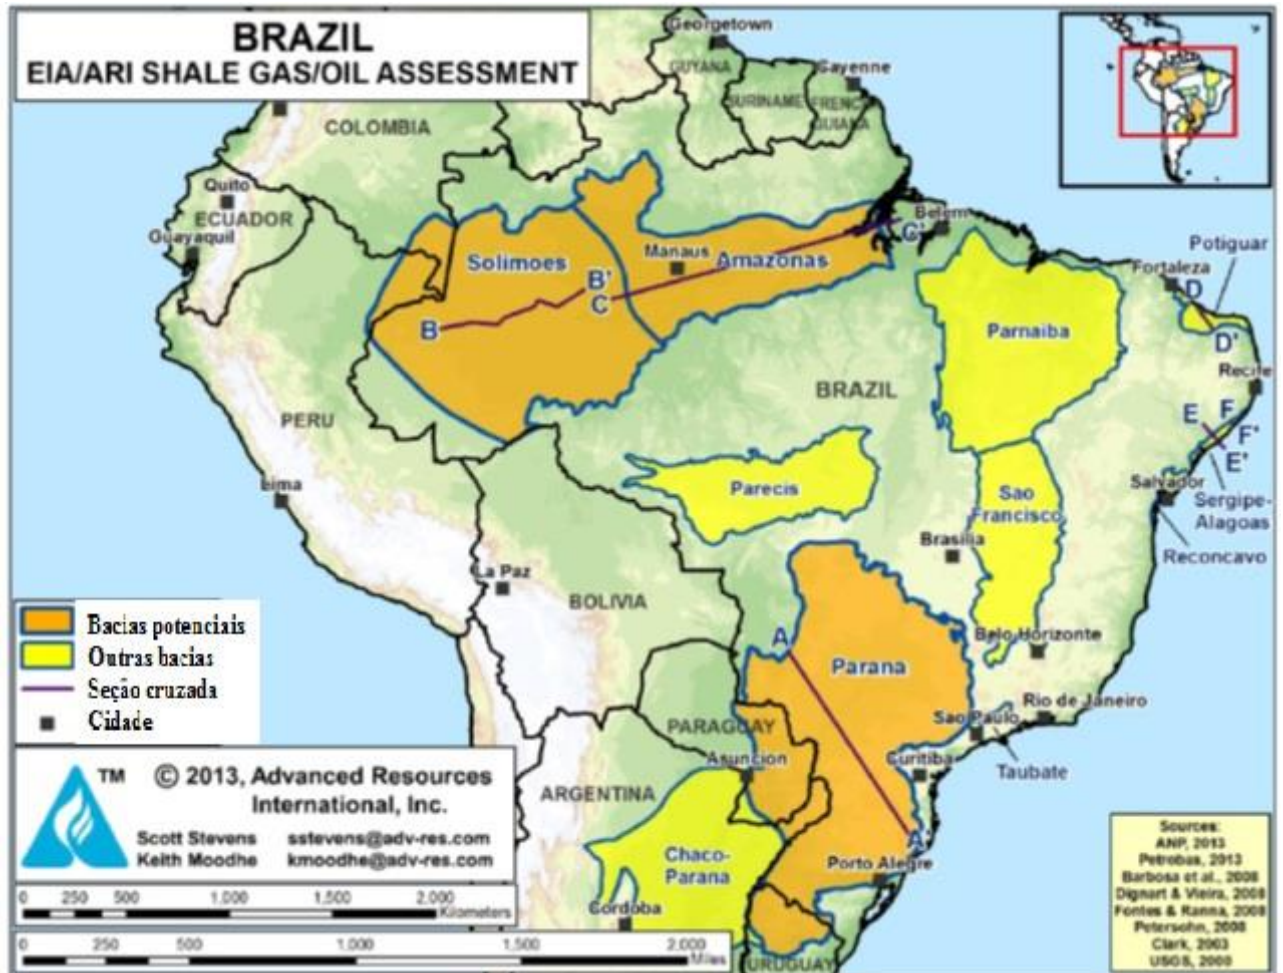 BRAZIL
EIA/ARI SHALE GAS/OIL ASSESSMENT
Georgetown
GUYANA
Cayenne
SURINAME
FRENCH
GUIANA
COLOMBIA
Quito
ECUADOR
Guayaquil
Solimoes
Manaus
Amazonas
Belem
C'
B'
C
B
Potiguar
Fortaleza
D
D'
Parnaiba
BRAZIL
Recife
PERU
E
F
F'
E'
Lima
Parecis
Sao
Francisco
Salvador
Sergipe-
Alagoas
Brasilia
Reconcavo
La Paz
BOLIVIA
Belo Horizonte
A
Parana
Rio de Janeiro
Sao Paulo
PARAGUAY
Asuncion
Curitiba
Taubate
ARGENTINA
A'
Chaco-
Parana
Porto Alegre
Cordoba
URUGUAY
Bacias potenciais
Outras bacias
Seção cruzada
Cidade
TM
© 2013, Advanced Resources
International, Inc.
Scott Stevens sstevens@adv-res.com
Keith Moodhe kmoodhe@adv-res.com
0 250 500 1,000 1,500 2,000
Kilometers
0 250 500 1,000 1,500 2,000
Miles
Sources:
ANP, 2013
Petrobas, 2013
Barbosa et al., 2008
Dignart & Vieira, 2008
Fontes & Ranna, 2008
Petersohn, 2008
Clark, 2003
USGS, 2000